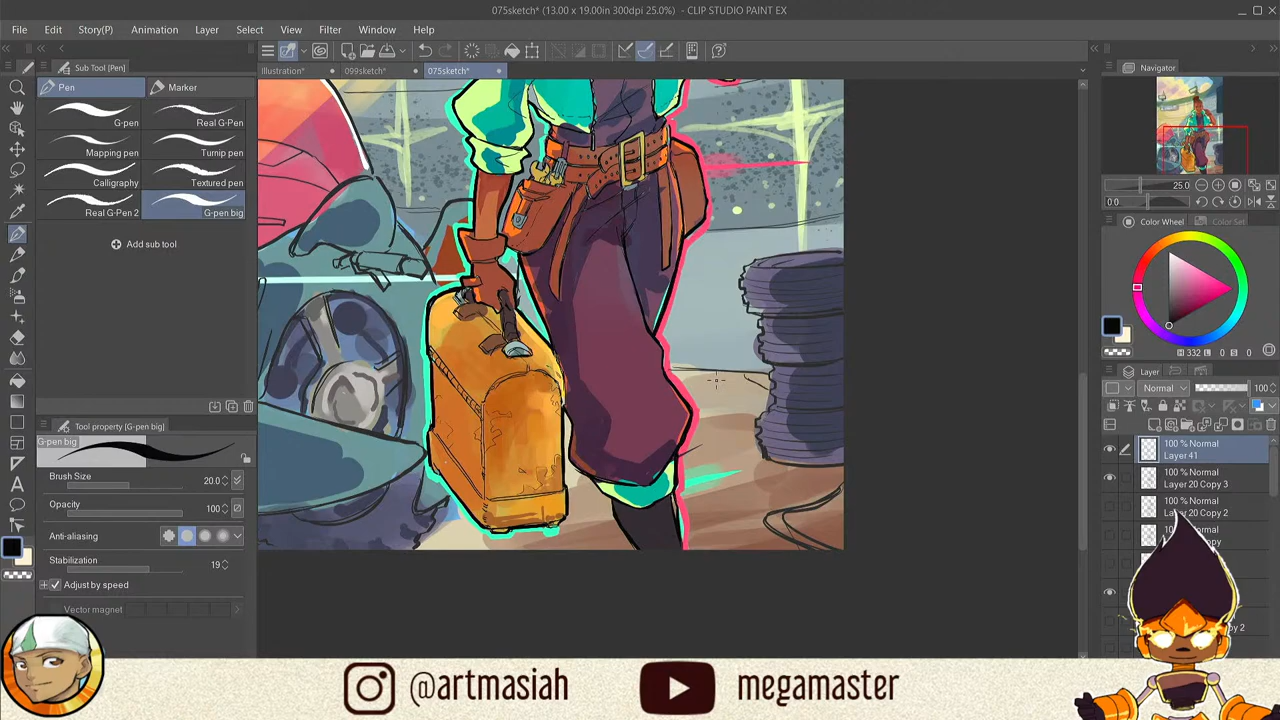 075sketch* (13.00 x 19.00in 300dpi 25.0%) - CLIP STUDIO PAINT EX
File Edit Story(P) Animation Layer Select View Filter Window Help
Sub Tool [Pen]
Illustration* 099sketch* 075sketch*
Navigator
Pen Marker
G-pen Real G-Pen
Mapping pen Turnip pen
Calligraphy Textured pen
Real G-Pen 2 G-pen big
Add sub tool
25.0
0.0
Color Wheel Color Set
H 332 S 0 0
Layer
Normal 100
Tool property [G-pen big]
G-pen big
Brush Size 20.0
Opacity 100
Anti-aliasing
Stabilization 19
Adjust by speed
Vector magnet
100 % Normal
Layer 41
100 % Normal
Layer 20 Copy 3
100 % Normal
Layer 20 Copy 2
@artmasiah megamaster